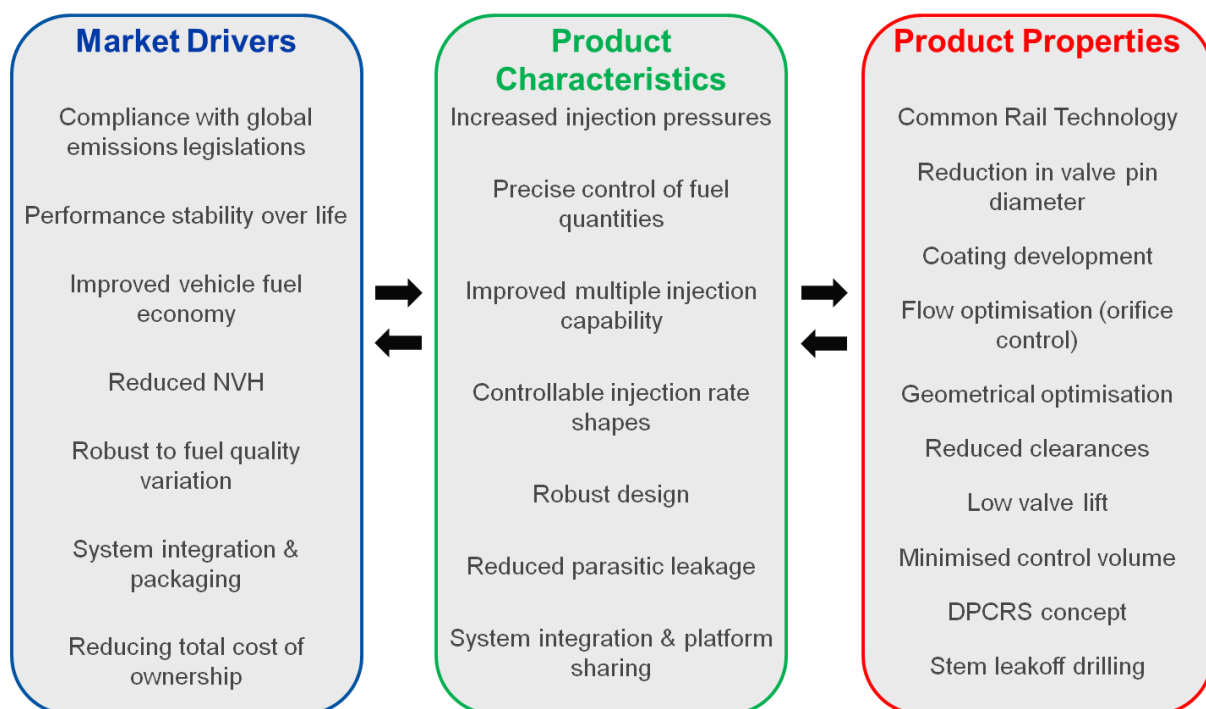 Market Drivers
Compliance with global
emissions legislations
Performance stability over life
Improved vehicle fuel
economy
Reduced NVH
Robust to fuel quality
variation
System integration &
packaging
Reducing total cost of
ownership
Product
Characteristics
Increased injection pressures
Precise control of fuel
quantities
Improved multiple injection
capability
Controllable injection rate
shapes
Robust design
Reduced parasitic leakage
System integration & platform
sharing
Product Properties
Common Rail Technology
Reduction in valve pin
diameter
Coating development
Flow optimisation (orifice
control)
Geometrical optimisation
Reduced clearances
Low valve lift
Minimised control volume
DPCRS concept
Stem leakoff drilling